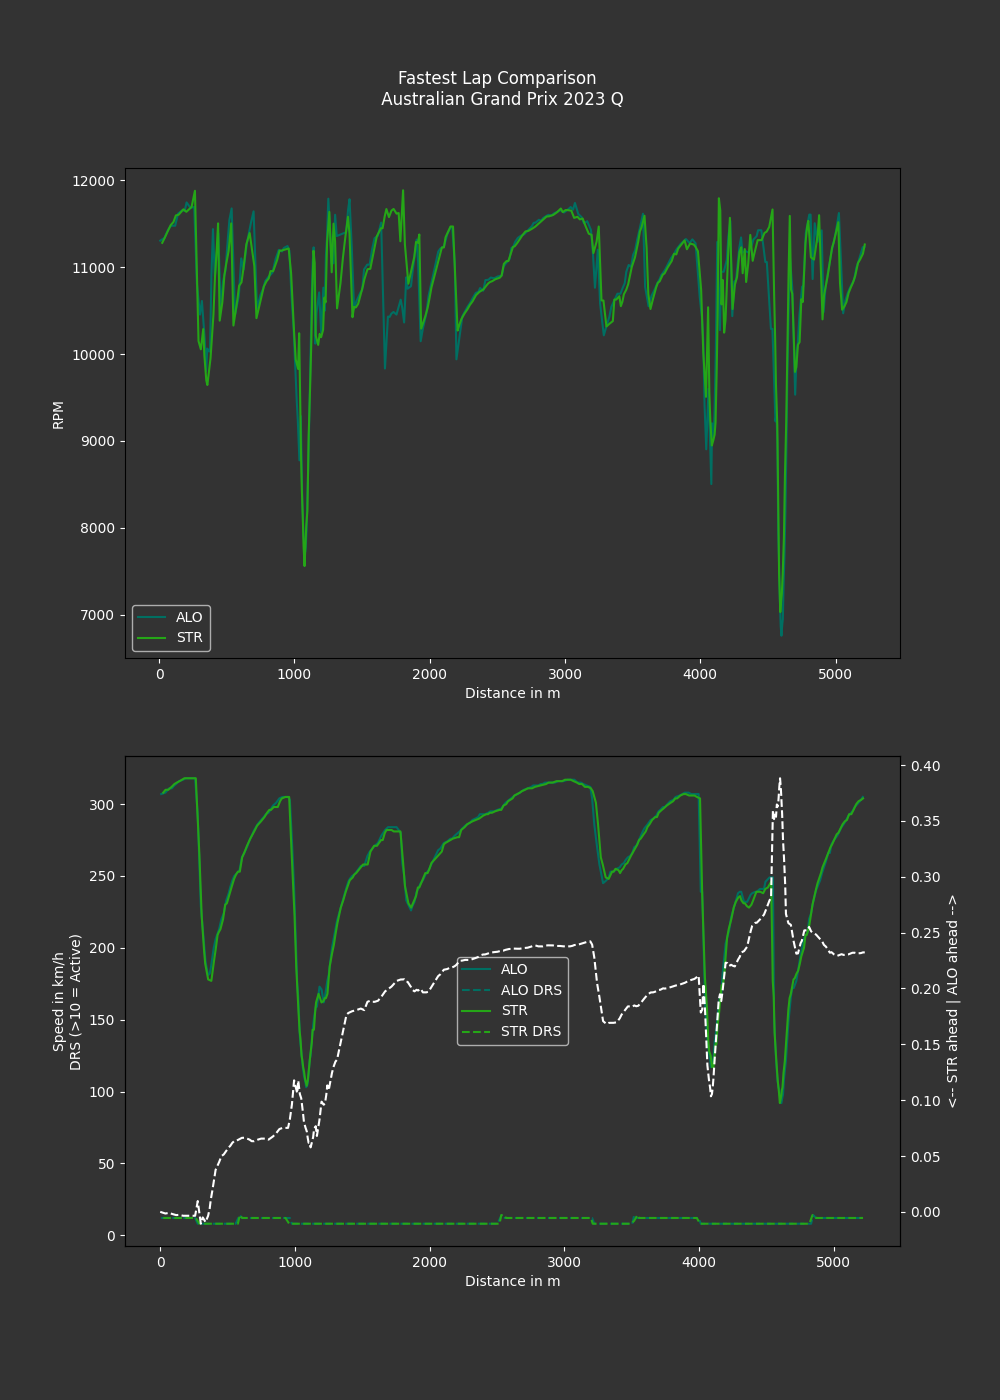 Fastest Lap Comparison
Australian Grand Prix 2023 Q
12000
11000
10000
9000
8000
7000
RPM
ALO
STR
0 1000 2000 3000 4000 5000
Distance in m
300
250
200
150
100
50
0
Speed in km/h
DRS (>10 = Active)
ALO
ALO DRS
STR
STR DRS
0.40
0.35
0.30
0.25
0.20
0.15
0.10
0.05
0.00
<-- STR ahead | ALO ahead -->
0 1000 2000 3000 4000 5000
Distance in m